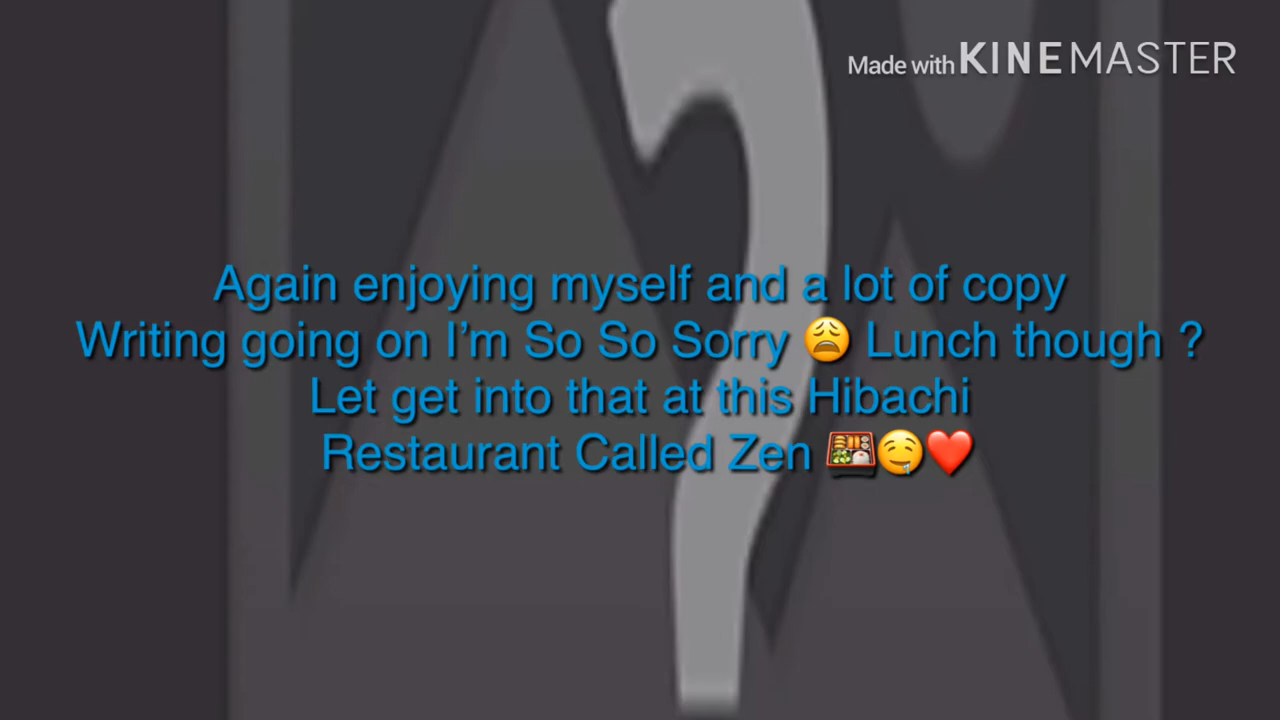 Made with KINEMASTER
Again enjoying myself and a lot of copy
Writing going on I’m So So Sorry 😩 Lunch though ?
Let get into that at this Hibachi
Restaurant Called Zen 🍱🤤❤️